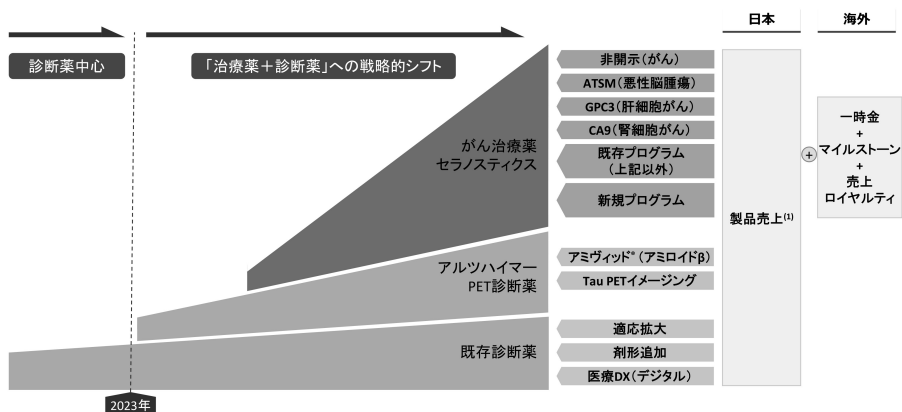 日本
海外
診断薬中心
「治療薬+診断薬」への戦略的シフト
がん治療薬
セラノスティクス
アルツハイマー
PET診断薬
既存診断薬
2023年
非開示(がん)
ATSM(悪性脳腫瘍)
GPC3(肝細胞がん)
CA9(腎細胞がん)
既存プログラム
(上記以外)
新規プログラム
アミヴィッド®(アミロイドβ)
Tau PETイメージング
適応拡大
剤形追加
医療DX(デジタル)
製品売上(1)
+
一時金
+
マイルストーン
+
売上
ロイヤルティ